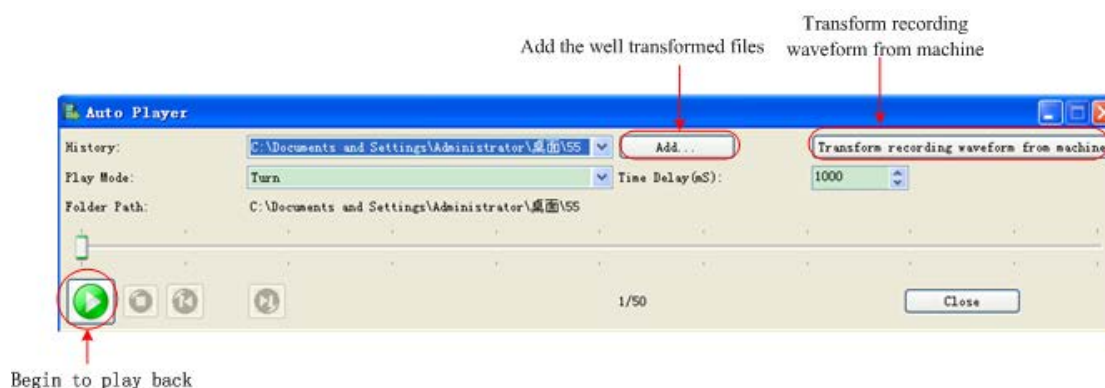 Transform recording
waveform from machine
Add the well transformed files
Auto Player
History:
C:\Documents and Settings\Administrator\桌面\55
Add...
Transform recording waveform from machine
Play Mode:
Turn
Time Delay(mS):
1000
Folder Path:
C:\Documents and Settings\Administrator\桌面\55
1/50
Close
Begin to play back